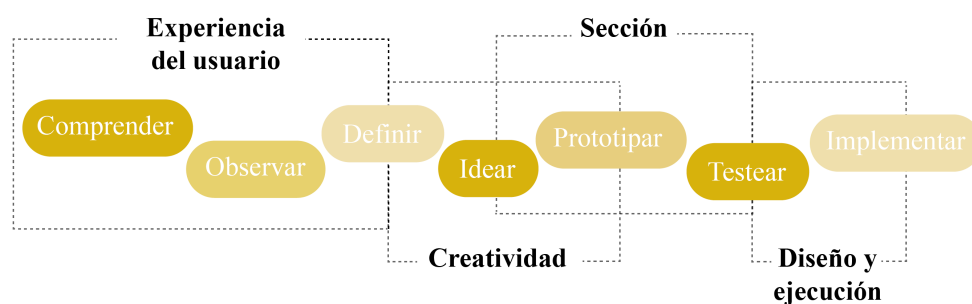 Experiencia
del usuario
Sección
Comprender
Observar
Definir
Idear
Prototipar
Testear
Implementar
Creatividad
Diseño y
ejecución